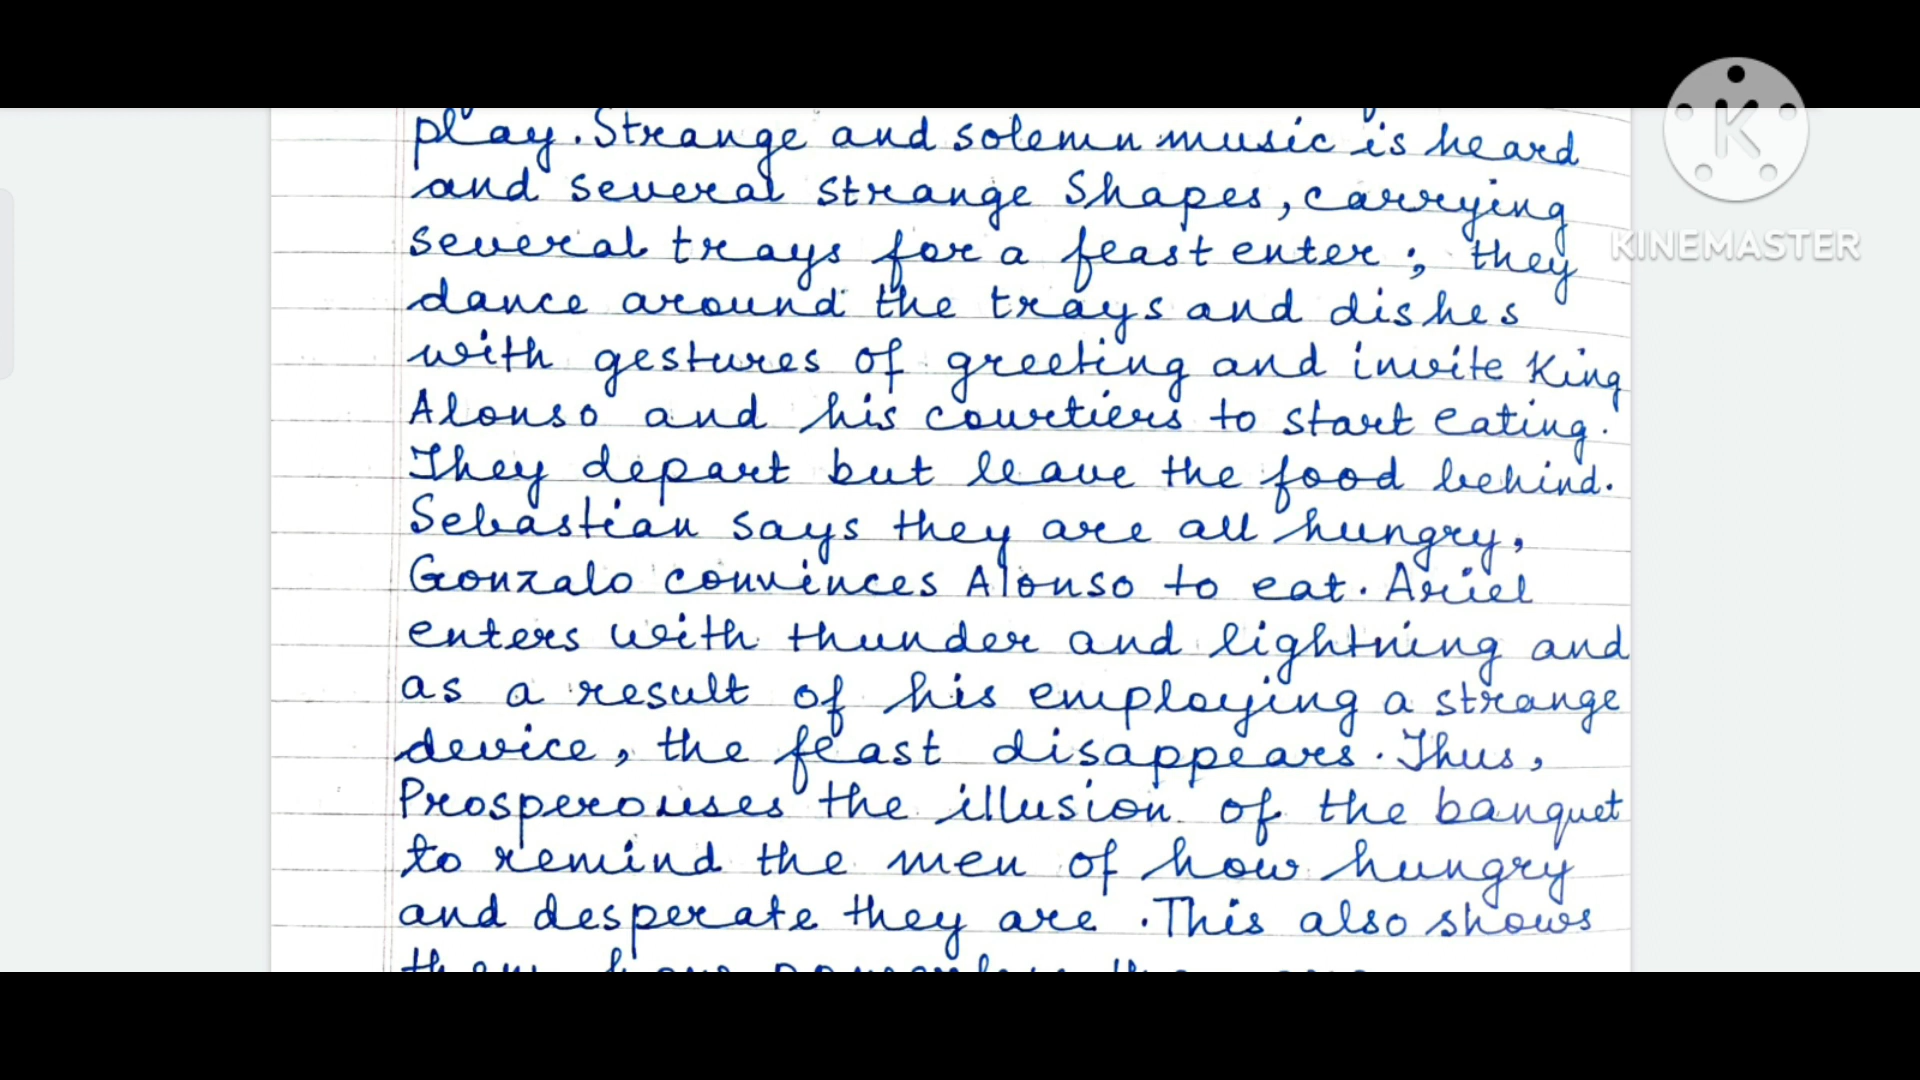 play. Strange and solemn music is heard
and several strange Shapes, carrying
several trays for a feast enter; they
dance around the trays and dishes
with gestures of greeting and invite King
Alonso and his courtiers to start eating.
They depart but leave the food behind.
Sebastian says they are all hungry,
Gonzalo convinces Alonso to eat. Ariel
enters with thunder and lightning and
as a result of his employing a strange
device, the feast disappears. Thus,
Prospero uses the illusion of the banquet
to remind the men of how hungry
and desperate they are. This also shows
K
KINEMASTER